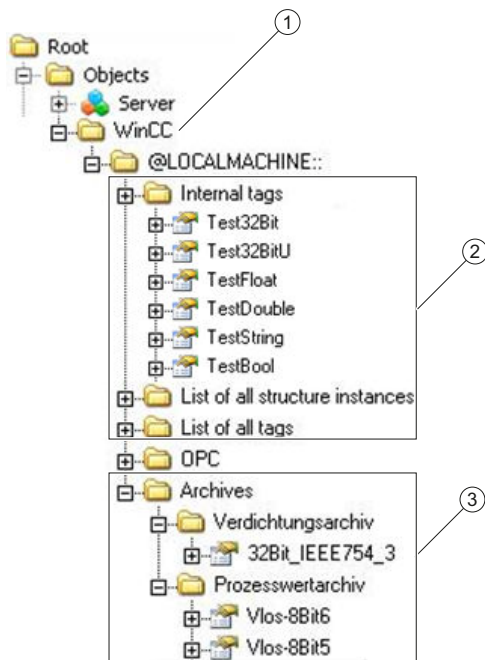 1
Root
Objects
Server
WinCC
@LOCALMACHINE::
Internal tags
Test32Bit
Test32BitU
2
TestFloat
TestDouble
TestString
TestBool
List of all structure instances
List of all tags
OPC
Archives
3
Verdichtungsarchiv
32Bit_IEEE754_3
Prozesswertarchiv
Vlos-8Bit6
Vlos-8Bit5